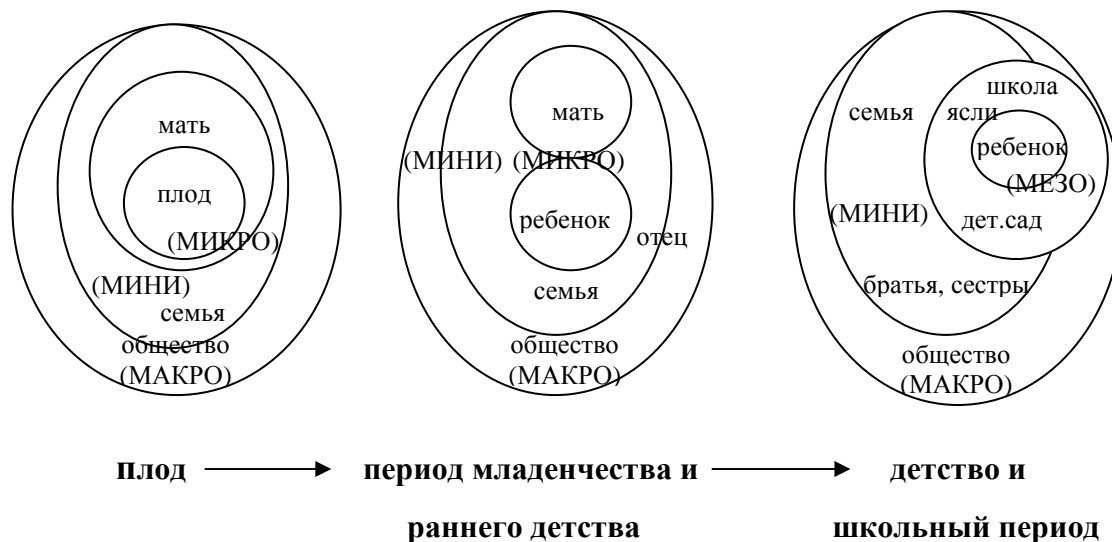 мать
плод
(МИКРО)
(МИНИ)
семья
общество
(МАКРО)
мать
(МИНИ) (МИКРО)
ребенок
отец
семья
общество
(МАКРО)
школа
семья ясли
ребенок
(МЕЗО)
(МИНИ) дет.сад
братья, сестры
общество
(МАКРО)
плод
период младенчества и
раннего детства
детство и
школьный период